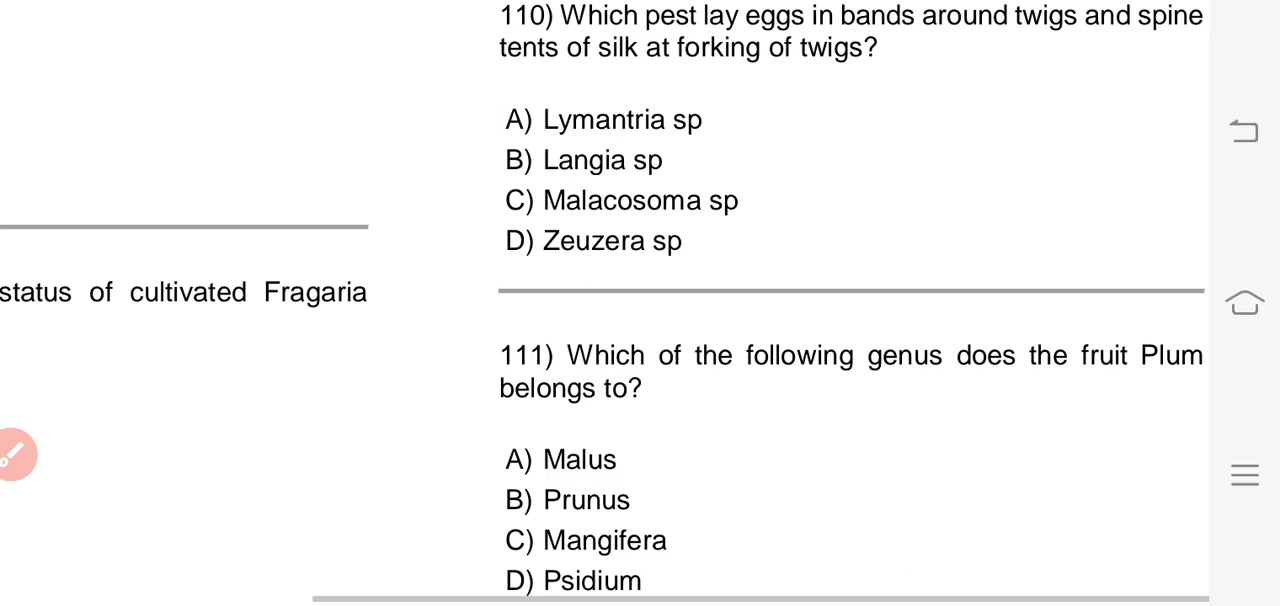 status of cultivated Fragaria
110) Which pest lay eggs in bands around twigs and spine
tents of silk at forking of twigs?
A) Lymantria sp
B) Langia sp
C) Malacosoma sp
D) Zeuzera sp
111) Which of the following genus does the fruit Plum
belongs to?
A) Malus
B) Prunus
C) Mangifera
D) Psidium